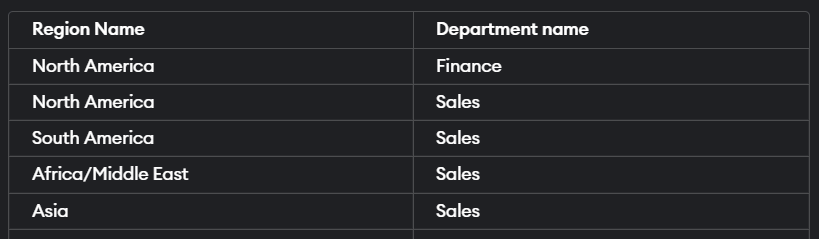 Region Name Department name
North America Finance
North America Sales
South America Sales
Africa/Middle East Sales
Asia Sales